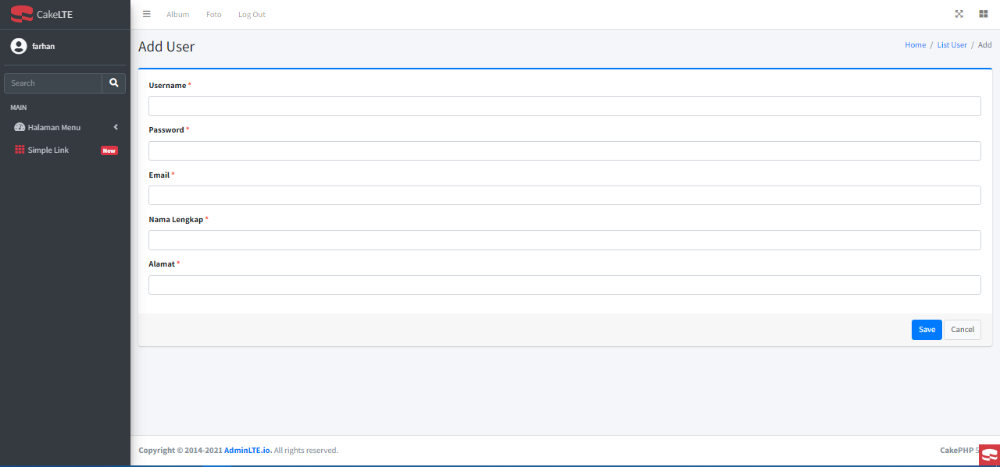 CakeLTE
Album Foto Log Out
farhan
Add User
Home / List User / Add
Search
MAIN
Halaman Menu
Simple Link New
Username *
Password *
Email *
Nama Lengkap *
Alamat *
Save Cancel
Copyright © 2014-2021 AdminLTE.io. All rights reserved.
CakePHP 5